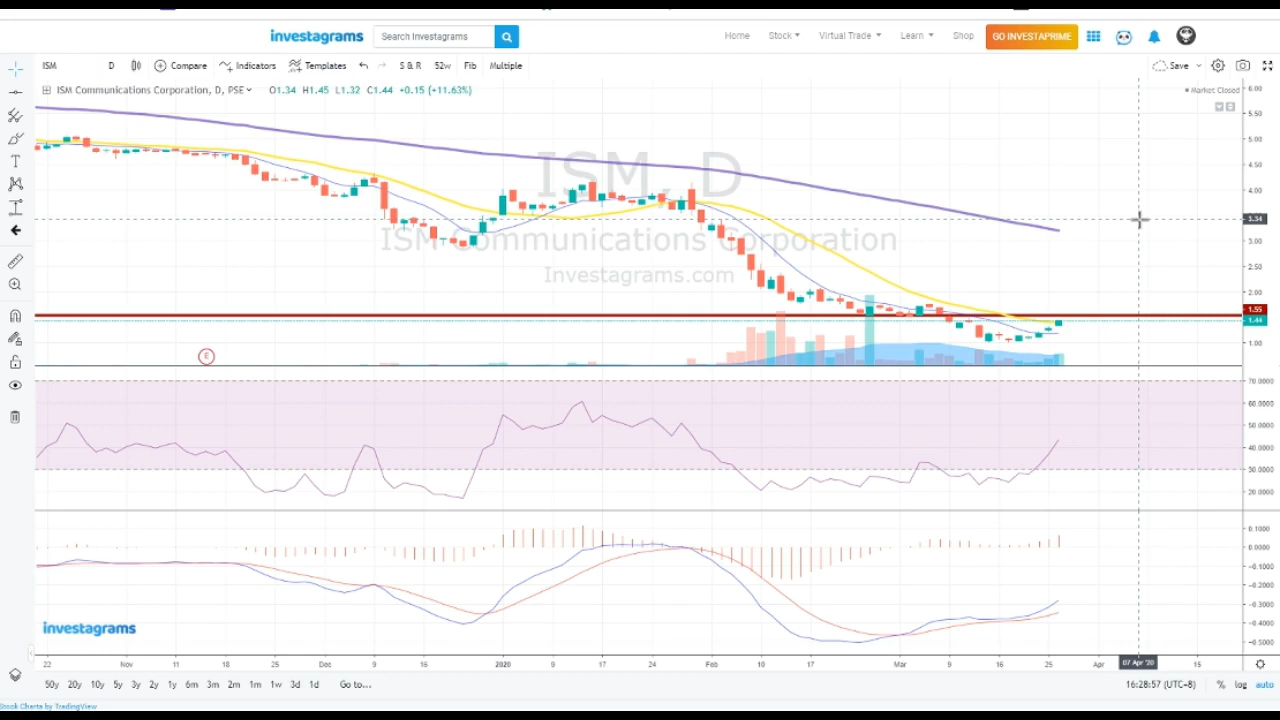 investagrams Search Investagrams Home Stock Virtual Trade Learn Shop GO INVESTAPRIME
ISM D Compare Indicators Templates S & R 52w Fib Multiple Save
ISM Communications Corporation, D, PSE O1.34 H1.45 L1.32 C1.44 +0.15 (+11.63%) Market Closed
ISM, D
ISM Communications Corporation
Investagrams.com
6.00
5.50
5.00
4.50
4.00
3.34
3.00
2.50
2.00
1.55
1.44
1.00
E
70.0000
60.0000
50.0000
40.0000
30.0000
20.0000
0.1000
0.0000
-0.1000
-0.2000
-0.3000
-0.4000
-0.5000
investagrams
22 Nov 11 18 Dec 9 16 2020 9 17 24 Feb 10 17 Mar 9 16 25 Apr 07 Apr '20 15
50y 20y 10y 5y 3y 2y 1y 6m 3m 2m 1m 1w 3d 1d Go to... 16:28:57 (UTC+8) % log auto
Stock Charts by TradingView